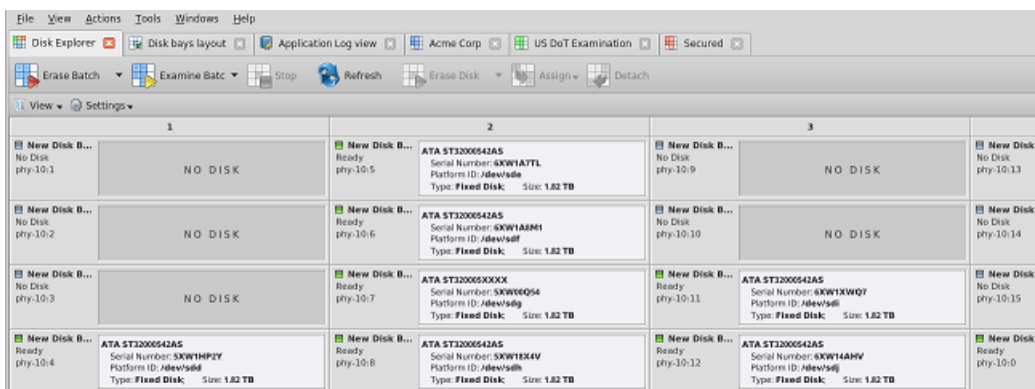 File View Actions Tools Windows Help
Disk Explorer Disk bays layout Application Log view Acme Corp US DoT Examination Secured
Erase Batch Examine Batc Stop Refresh Erase Disk Assign Detach
View Settings
1 2 3
New Disk B... New Disk B... ATA ST32000542AS New Disk B... New Disk
No Disk Ready Serial Number: 6XW1A7TL No Disk No Disk
phy-10:1 NO DISK phy-10:5 Platform ID: /dev/sde phy-10:9 NO DISK phy-10:13
Type: Fixed Disk; Size: 1.82 TB
New Disk B... New Disk B... ATA ST32000542AS New Disk B... New Disk
No Disk Ready Serial Number: 6XW1A8M1 No Disk No Disk
phy-10:2 NO DISK phy-10:6 Platform ID: /dev/sdf phy-10:10 NO DISK phy-10:14
Type: Fixed Disk; Size: 1.82 TB
New Disk B... New Disk B... ATA ST320005XXXX New Disk B... ATA ST32000542AS New Disk
No Disk Ready Serial Number: 5XW00Q54 Ready Serial Number: 6XW1XWQ7 No Disk
phy-10:3 NO DISK phy-10:7 Platform ID: /dev/sdg phy-10:11 Platform ID: /dev/sdi phy-10:15
Type: Fixed Disk; Size: 1.82 TB Type: Fixed Disk; Size: 1.82 TB
New Disk B... ATA ST32000542AS New Disk B... ATA ST32000542AS New Disk B... ATA ST32000542AS New Disk
Ready Serial Number: 5XW1HP2Y Ready Serial Number: 5XW18X4V Ready Serial Number: 6XW14AHV Ready
phy-10:4 Platform ID: /dev/sdd phy-10:8 Platform ID: /dev/sdh phy-10:12 Platform ID: /dev/sdj phy-10:0
Type: Fixed Disk; Size: 1.82 TB Type: Fixed Disk; Size: 1.82 TB Type: Fixed Disk; Size: 1.82 TB